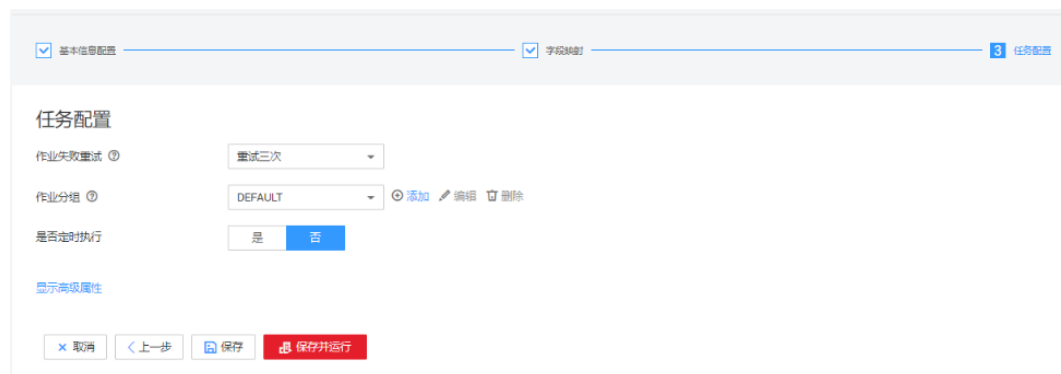 基本信息配置 字段映射 3 任务配置
任务配置
作业失败重试 ? 重试三次
作业分组 ? DEFAULT 添加 编辑 删除
是否定时执行 是 否
显示高级属性
取消 上一步 保存 保存并运行